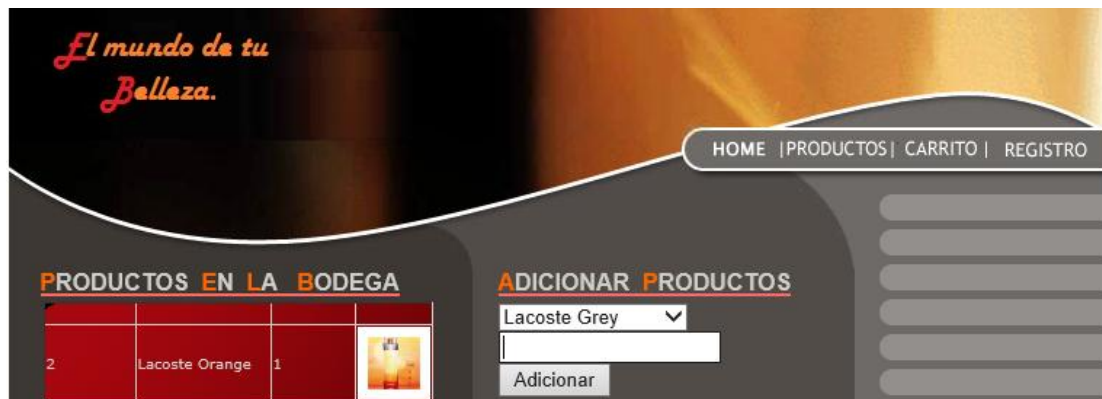 El mundo de tu
Belleza.
HOME |PRODUCTOS| CARRITO | REGISTRO
PRODUCTOS EN LA BODEGA
ADICIONAR PRODUCTOS
Lacoste Grey
2 Lacoste Orange 1
Adicionar